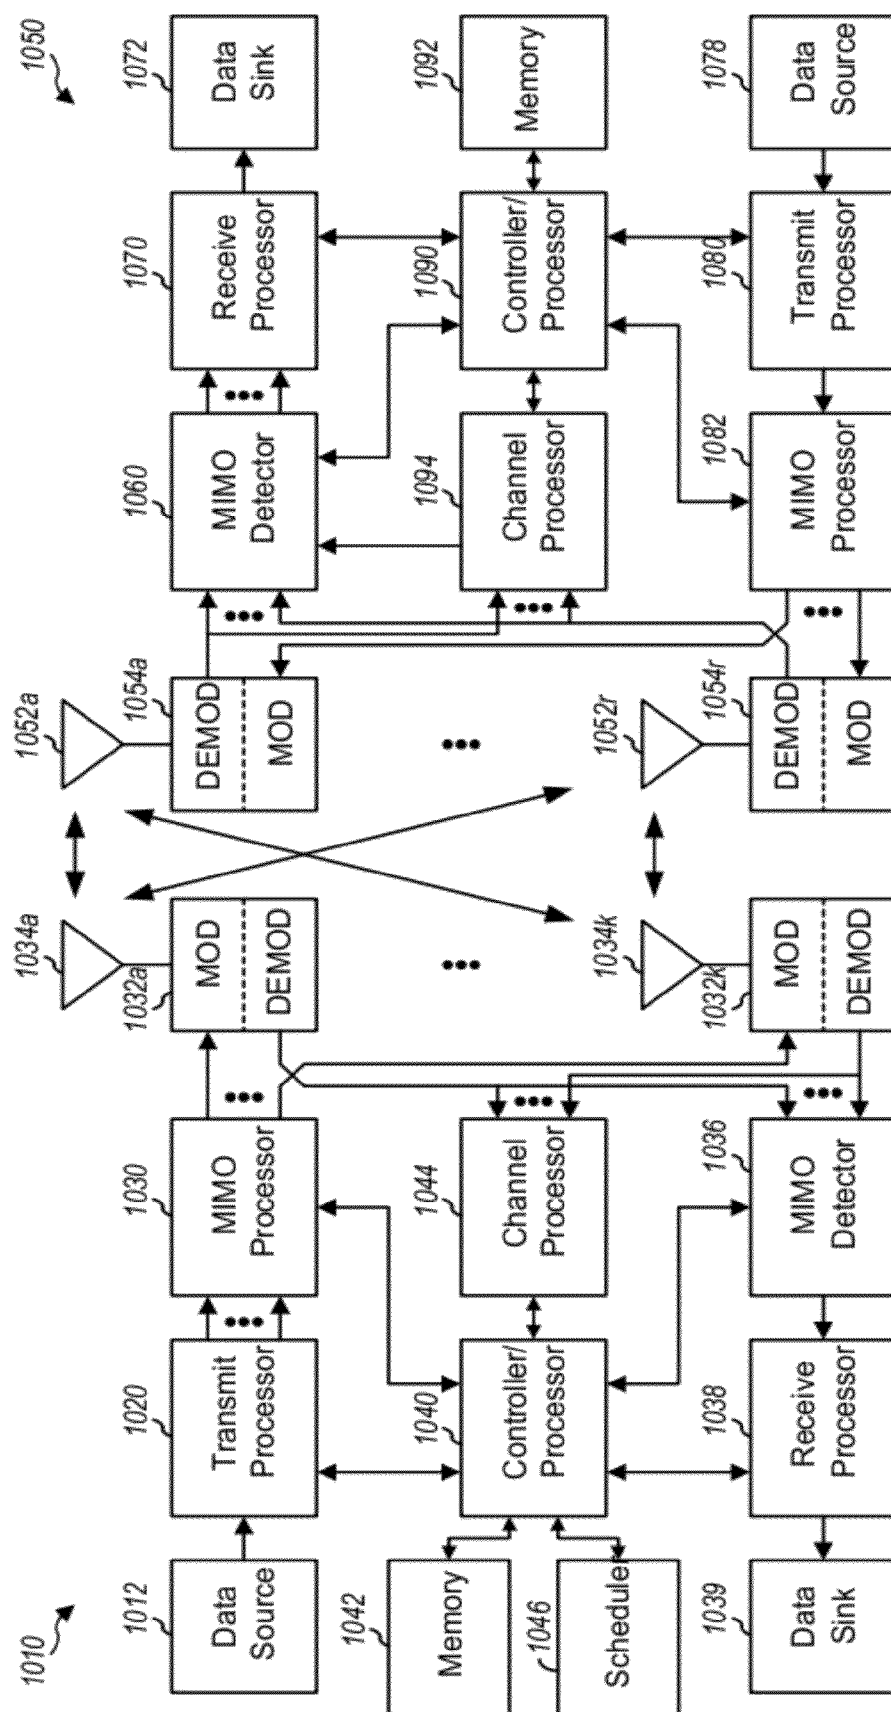 1010
1012
Data
Source
1020
Transmit
Processor
1030
MIMO
Processor
1034a
1032a
MOD
DEMOD
1052a
1054a
DEMOD
MOD
1060
MIMO
Detector
1070
Receive
Processor
1050
1072
Data
Sink
1042
Memory
1046
Scheduler
1040
Controller/
Processor
1044
Channel
Processor
1094
Channel
Processor
1090
Controller/
Processor
1092
Memory
1039
Data
Sink
1038
Receive
Processor
1036
MIMO
Detector
1034k
1032k
MOD
DEMOD
1052r
1054r
DEMOD
MOD
1082
MIMO
Processor
1080
Transmit
Processor
1078
Data
Source